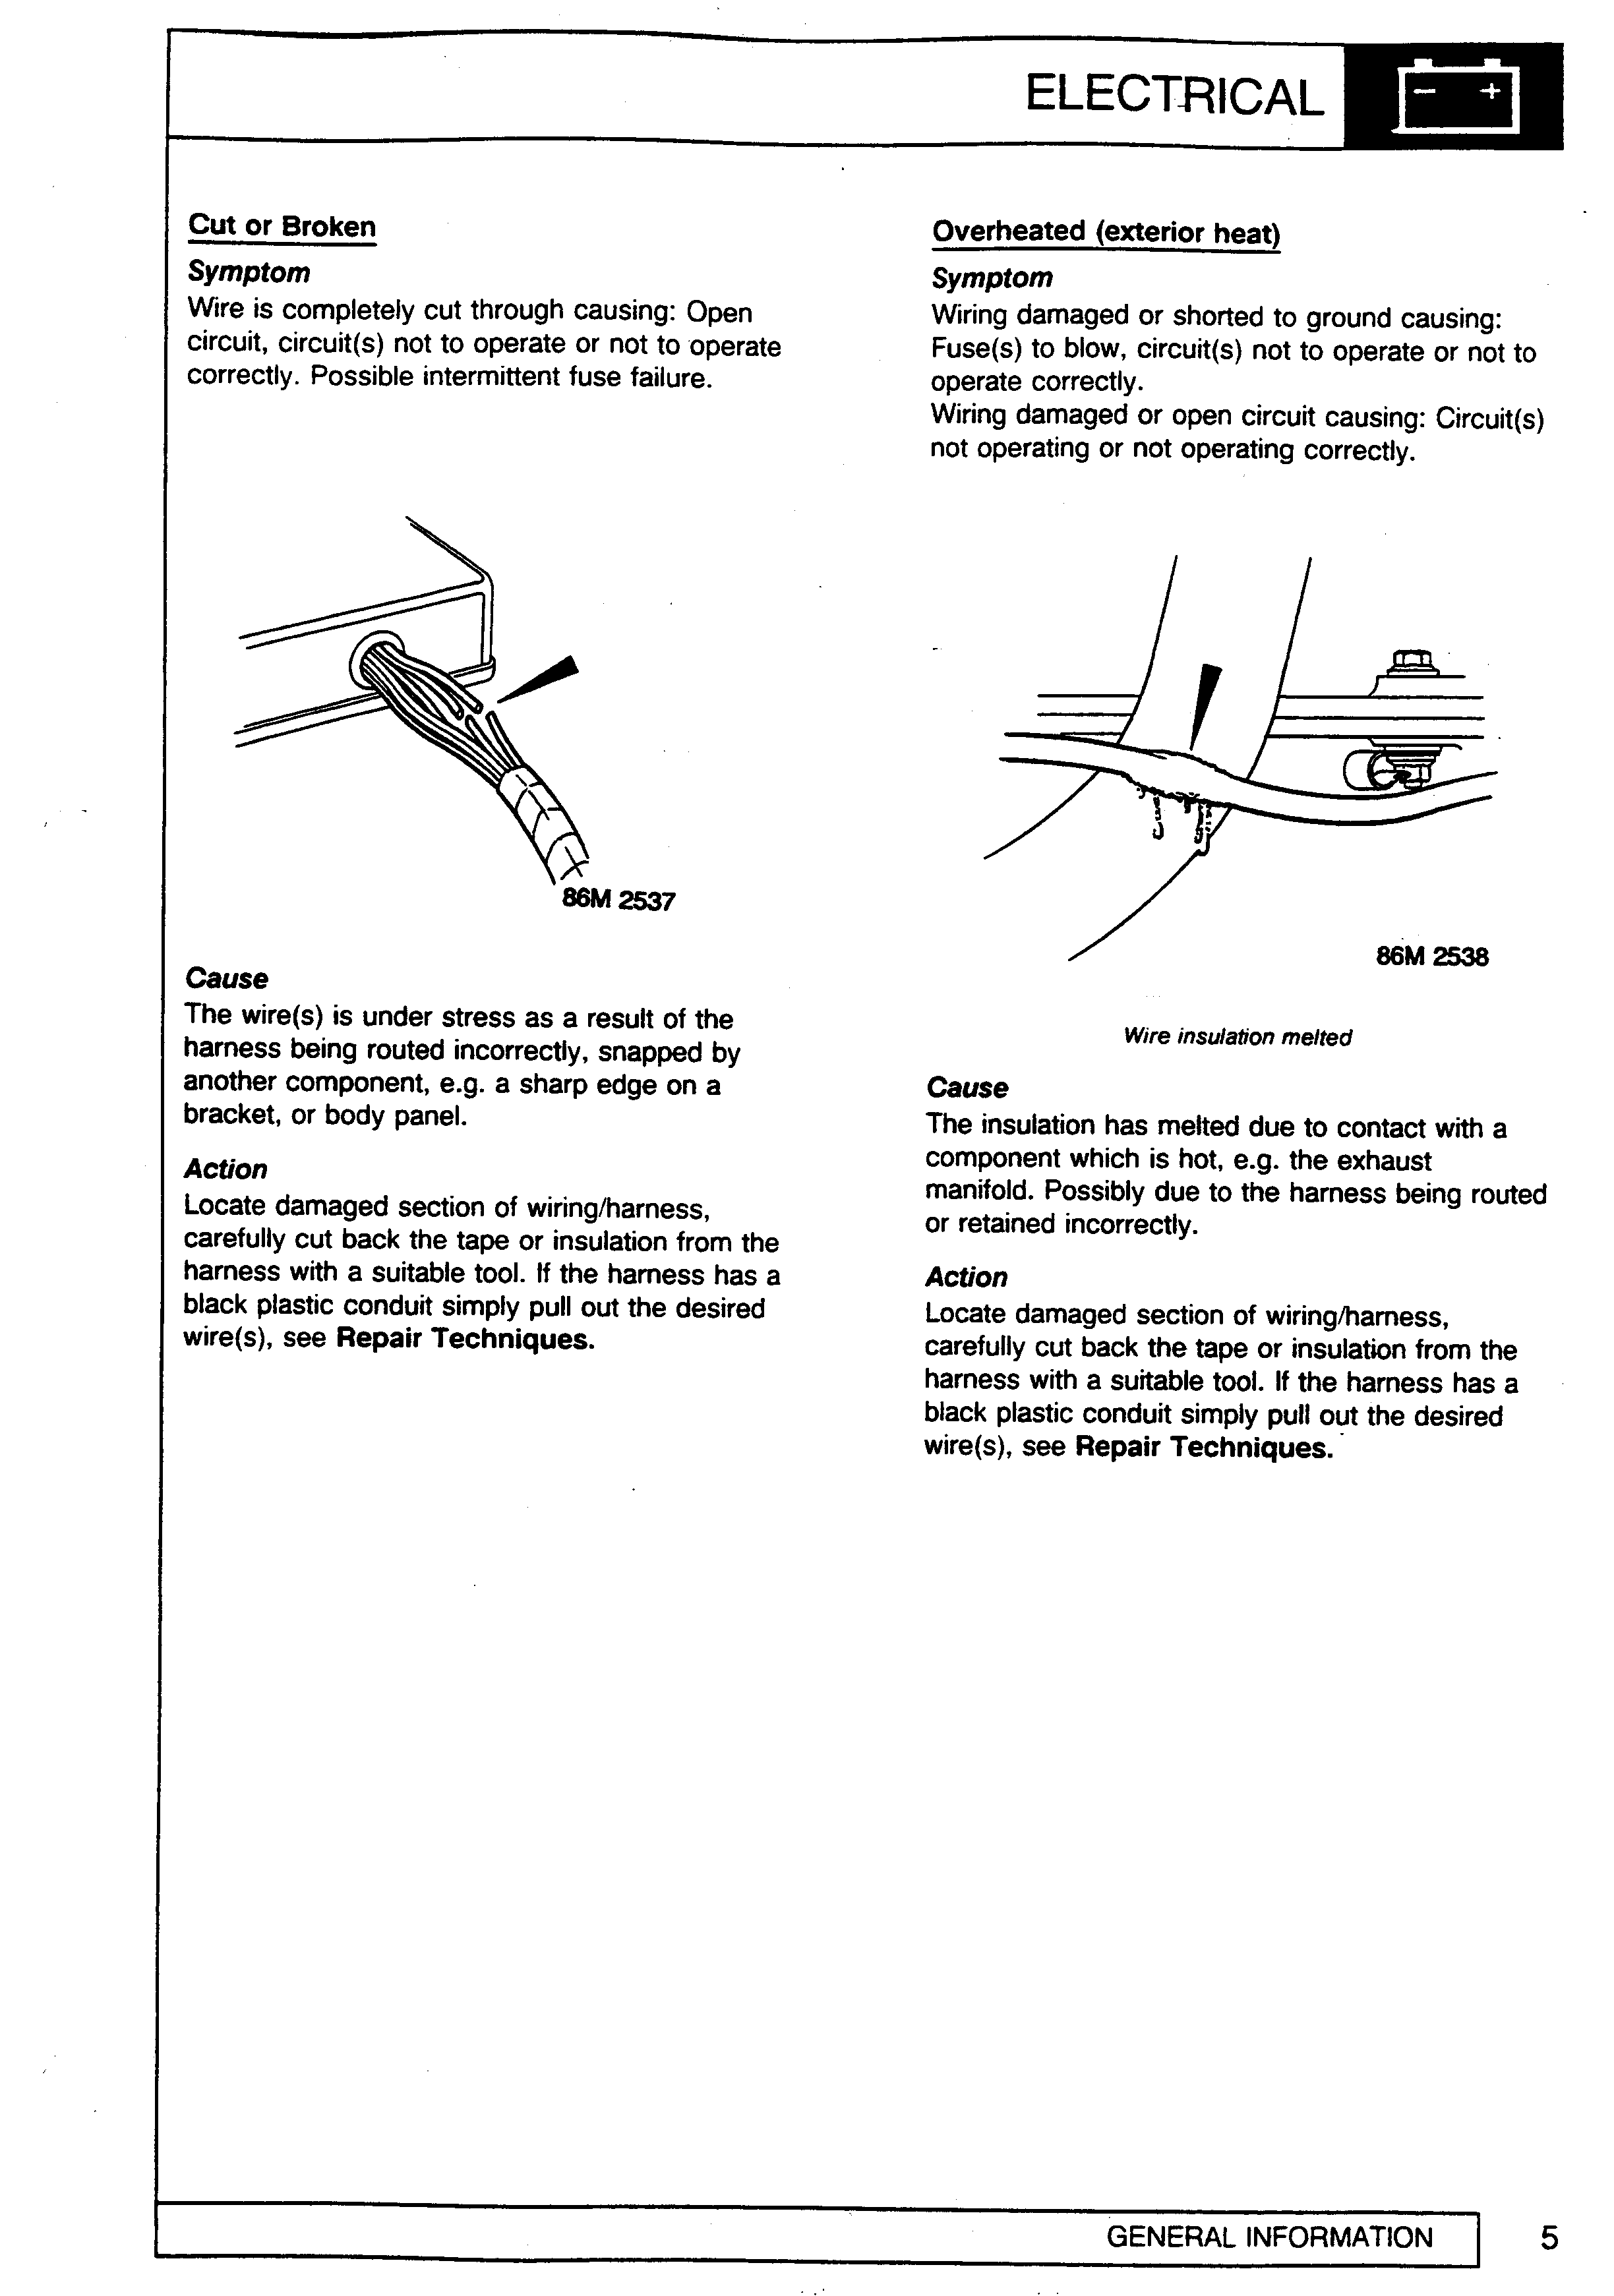 ELECTRICAL
- +
Cut or Broken
Symptom
Wire is completely cut through causing: Open
circuit, circuit(s) not to operate or not to operate
correctly. Possible intermittent fuse failure.
86M 2537
Cause
The wire(s) is under stress as a result of the
harness being routed incorrectly, snapped by
another component, e.g. a sharp edge on a
bracket, or body panel.
Action
Locate damaged section of wiring/harness,
carefully cut back the tape or insulation from the
harness with a suitable tool. If the harness has a
black plastic conduit simply pull out the desired
wire(s), see Repair Techniques.
Overheated (exterior heat)
Symptom
Wiring damaged or shorted to ground causing:
Fuse(s) to blow, circuit(s) not to operate or not to
operate correctly.
Wiring damaged or open circuit causing: Circuit(s)
not operating or not operating correctly.
86M 2538
Wire insulation melted
Cause
The insulation has melted due to contact with a
component which is hot, e.g. the exhaust
manifold. Possibly due to the harness being routed
or retained incorrectly.
Action
Locate damaged section of wiring/harness,
carefully cut back the tape or insulation from the
harness with a suitable tool. If the harness has a
black plastic conduit simply pull out the desired
wire(s), see Repair Techniques.
GENERAL INFORMATION
5